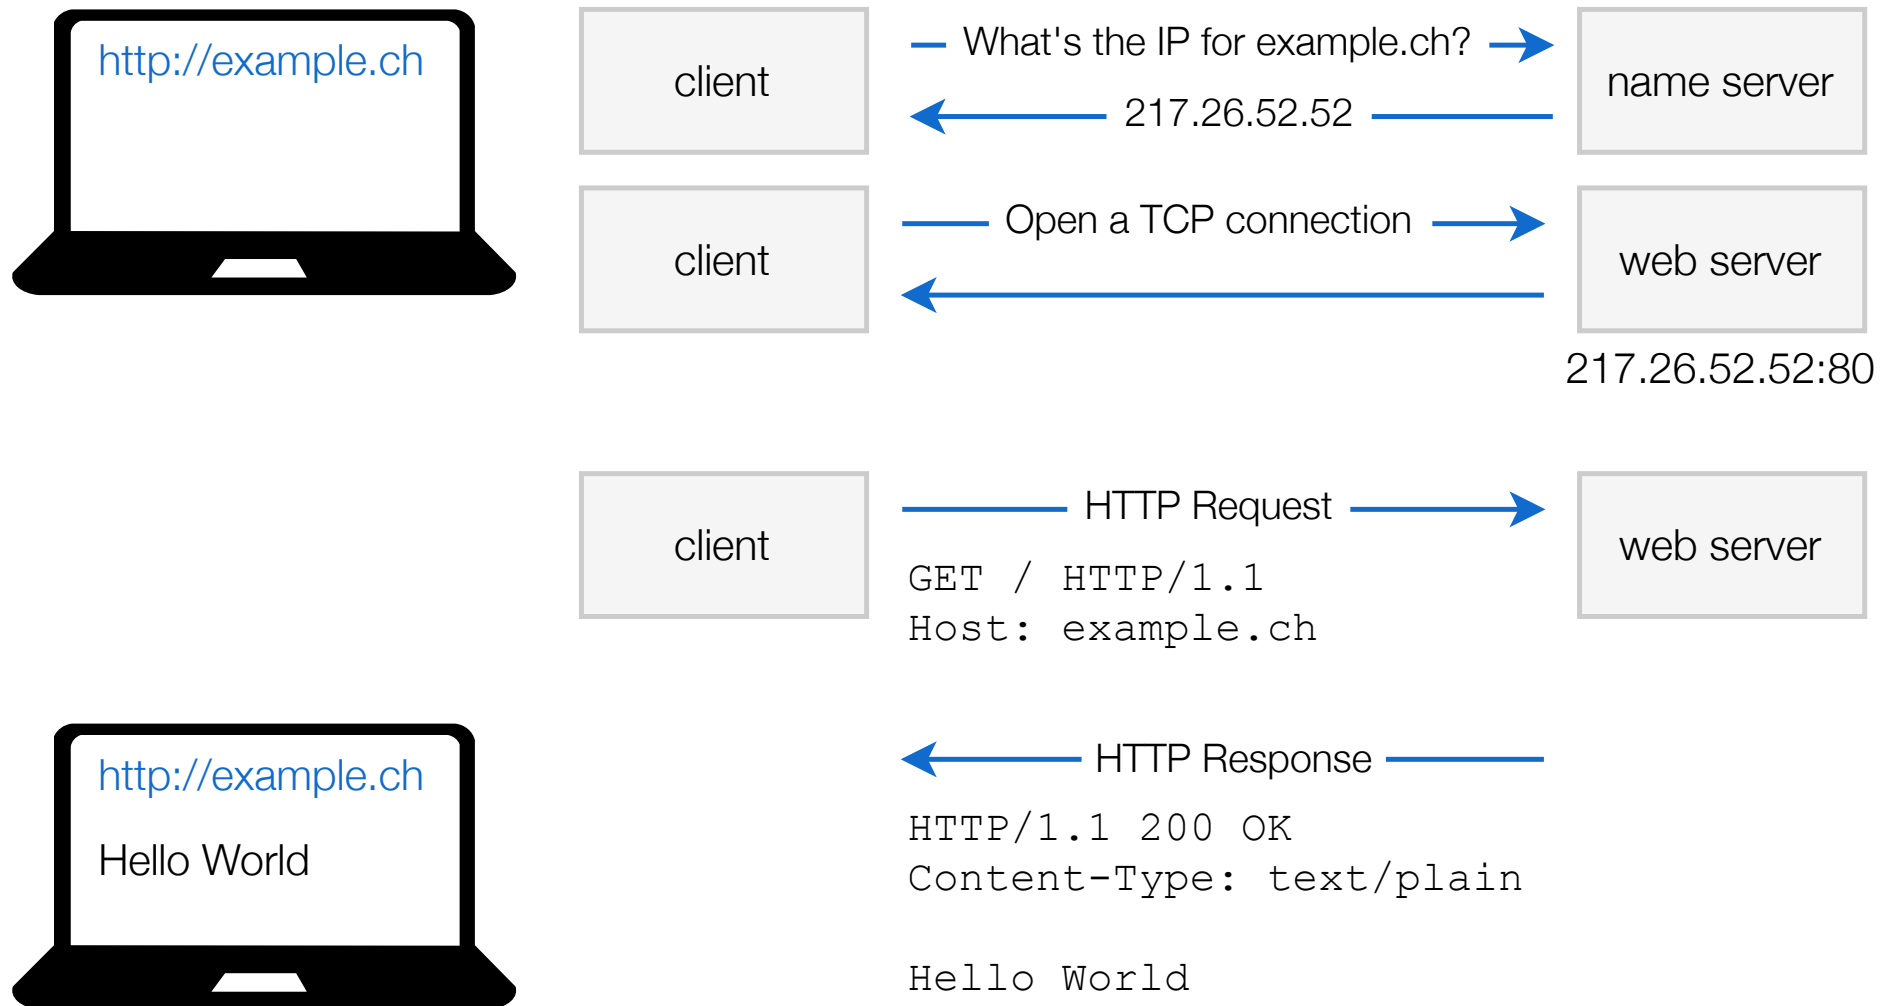 http://example.ch
client
What's the IP for example.ch?
217.26.52.52
name server
client
Open a TCP connection
web server
217.26.52.52:80
client
HTTP Request
GET / HTTP/1.1
Host: example.ch
web server
http://example.ch
Hello World
HTTP Response
HTTP/1.1 200 OK
Content-Type: text/plain
Hello World